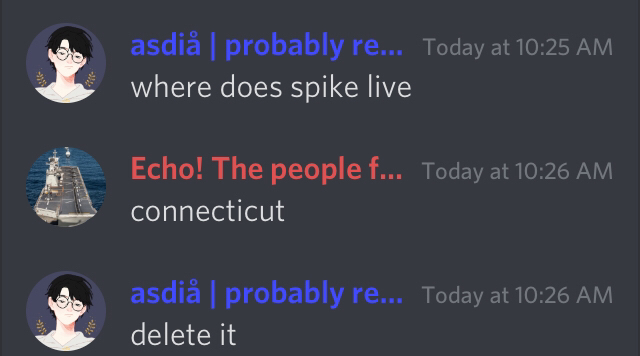 asdiå | probably re... Today at 10:25 AM
where does spike live
Echo! The people f... Today at 10:26 AM
connecticut
asdiå | probably re... Today at 10:26 AM
delete it